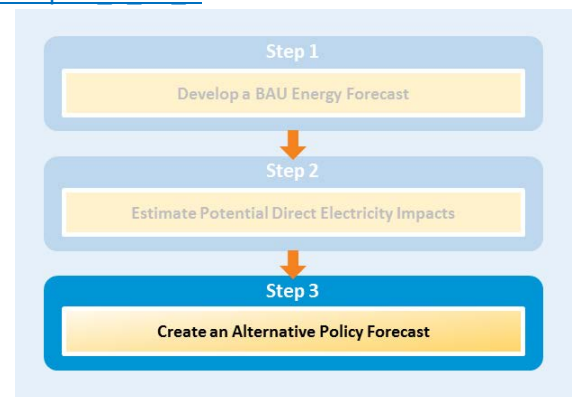 Step 1
Develop a BAU Energy Forecast
Step 2
Estimate Potential Direct Electricity Impacts
Step 3
Create an Alternative Policy Forecast